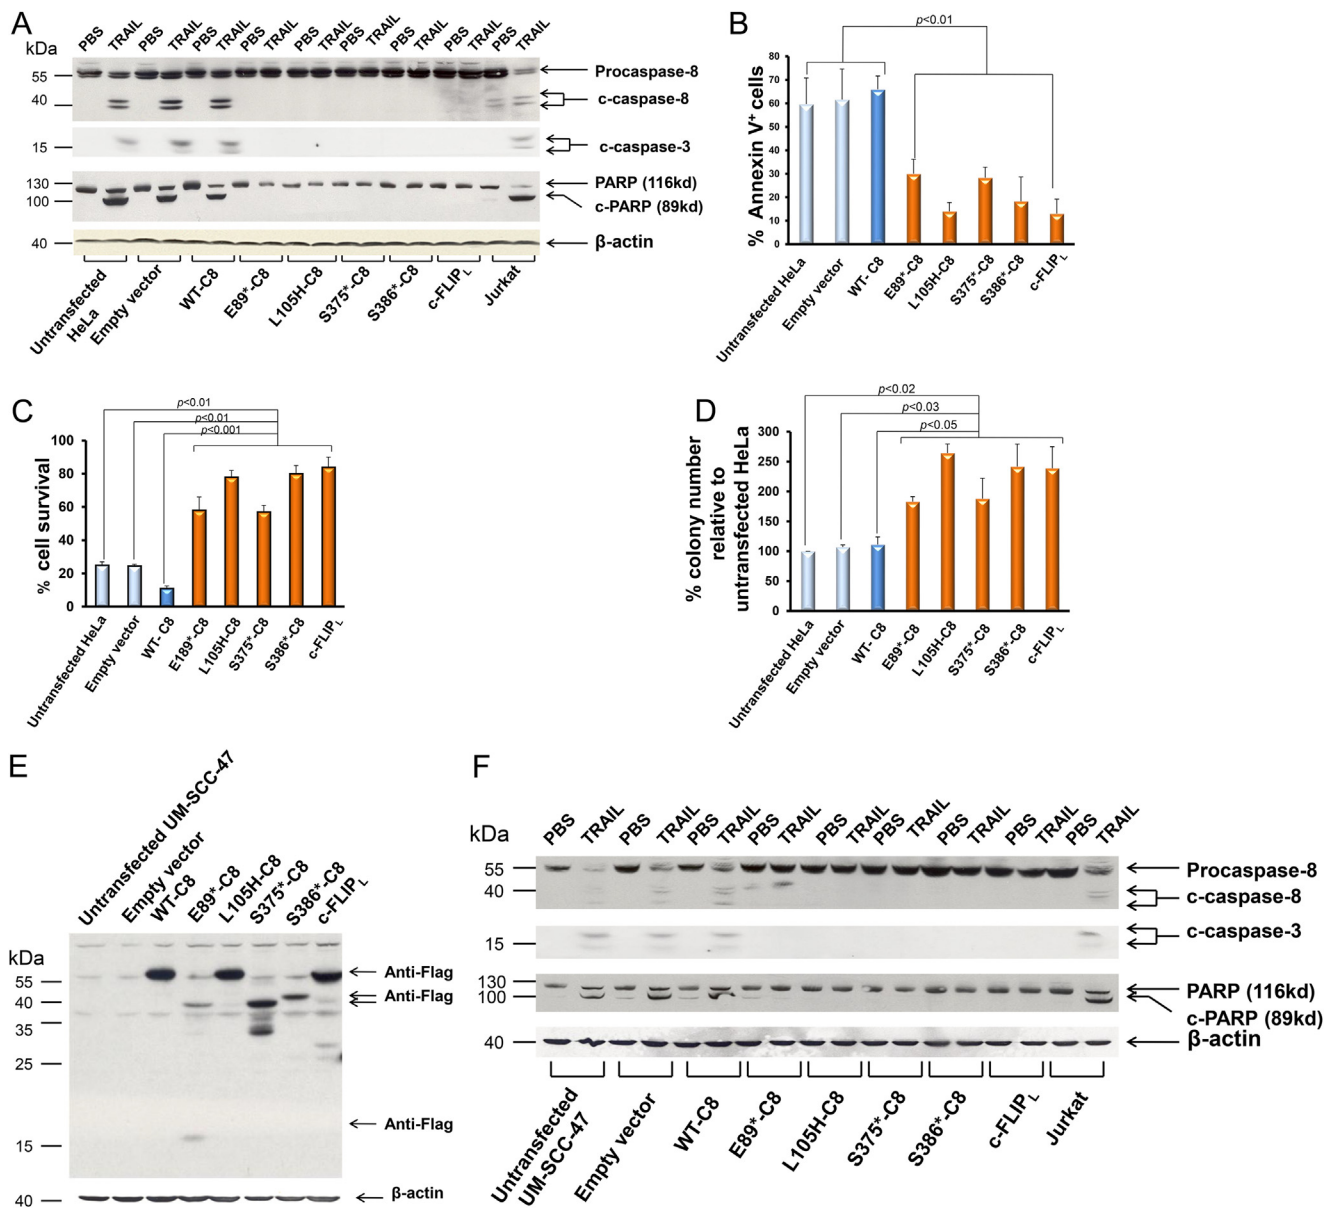 A
PBS TRAIL PBS TRAIL PBS TRAIL PBS TRAIL PBS TRAIL PBS TRAIL PBS TRAIL PBS TRAIL PBS TRAIL
kDa
55
40
15
130
100
40
Procaspase-8
c-caspase-8
c-caspase-3
PARP (116kd)
c-PARP (89kd)
β-actin
Untransfected HeLa
Empty vector
WT-C8
E89*-C8
L105H-C8
S375*-C8
S386*-C8
c-FLIP L
Jurkat
B
p<0.01
% Annexin V+ cells
80
70
60
50
40
30
20
10
0
Untransfected HeLa
Empty vector
WT- C8
E89*-C8
L105H-C8
S375*-C8
S386*-C8
c-FLIP L
C
p<0.01
p<0.01
p<0.001
% cell survival
100
80
60
40
20
0
Untransfected HeLa
Empty vector
WT- C8
E189*-C8
L105H-C8
S375*-C8
S386*-C8
c-FLIP L
D
p<0.02
p<0.03
p<0.05
% colony number
relative to
untransfected HeLa
300
250
200
150
100
50
0
Untransfected HeLa
Empty vector
WT- C8
E89*-C8
L105H-C8
S375*-C8
S386*-C8
c-FLIP L
E
Untransfected UM-SCC-47
Empty vector
WT-C8
E89*-C8
L105H-C8
S375*-C8
S386*-C8
c-FLIP L
kDa
55
40
35
25
15
40
Anti-Flag
Anti-Flag
Anti-Flag
β-actin
F
PBS TRAIL PBS TRAIL PBS TRAIL PBS TRAIL PBS TRAIL PBS TRAIL PBS TRAIL PBS TRAIL PBS TRAIL
kDa
55
40
15
130
100
40
Procaspase-8
c-caspase-8
c-caspase-3
PARP (116kd)
c-PARP (89kd)
β-actin
Untransfected
UM-SCC-47
Empty vector
WT-C8
E89*-C8
L105H-C8
S375*-C8
S386*-C8
c-FLIP L
Jurkat